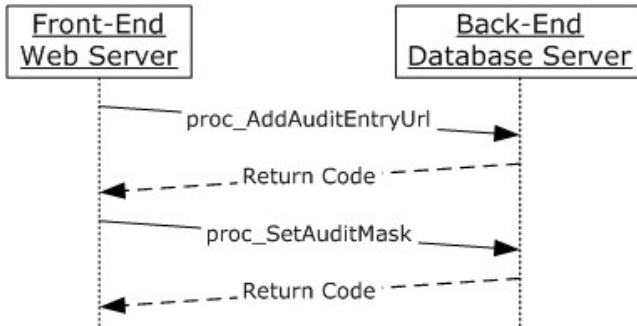 Front-End
Web Server
Back-End
Database Server
proc_AddAuditEntryUrl
Return Code
proc_SetAuditMask
Return Code